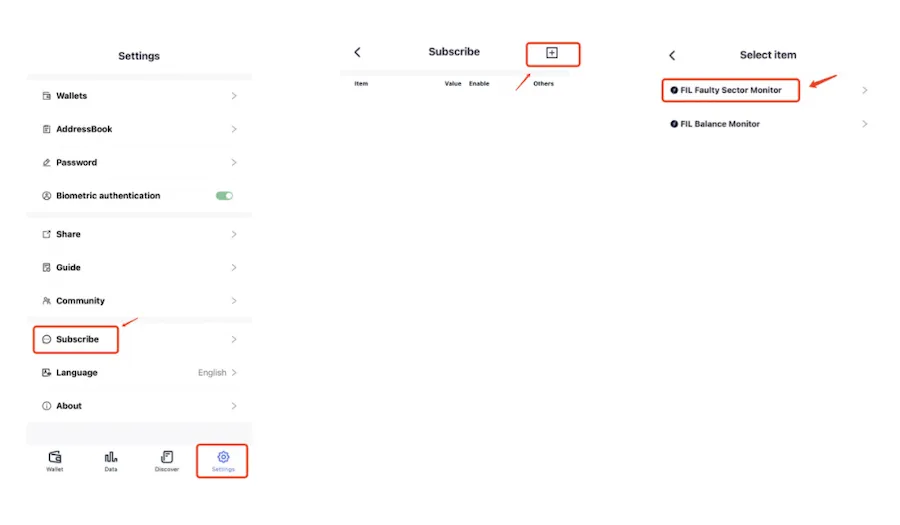 Settings
Wallets
AddressBook
Password
Biometric authentication
Share
Guide
Community
Subscribe
Language English
About
Wallet Data Discover Settings
Subscribe
Item Value Enable Others
Select item
FIL Faulty Sector Monitor
FIL Balance Monitor